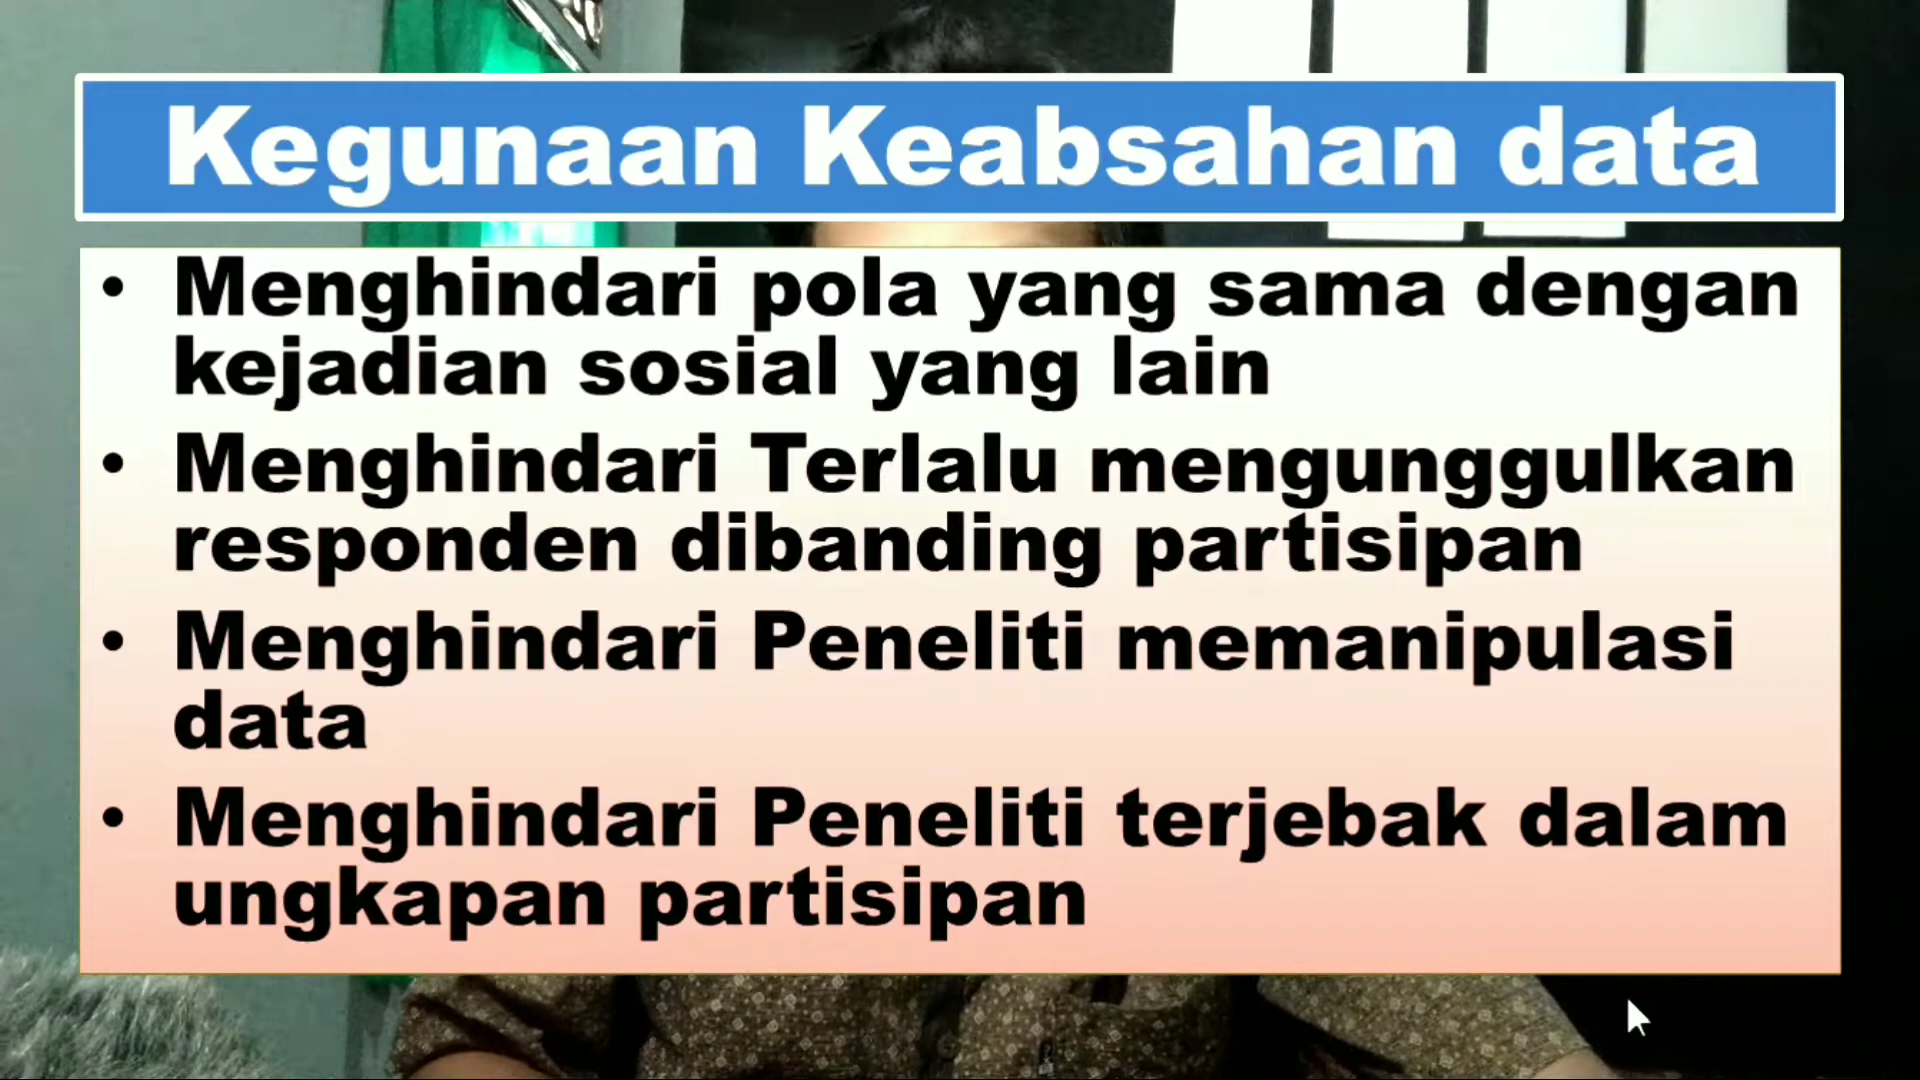 Kegunaan Keabsahan data
• Menghindari pola yang sama dengan
kejadian sosial yang lain
• Menghindari Terlalu mengunggulkan
responden dibanding partisipan
• Menghindari Peneliti memanipulasi
data
• Menghindari Peneliti terjebak dalam
ungkapan partisipan